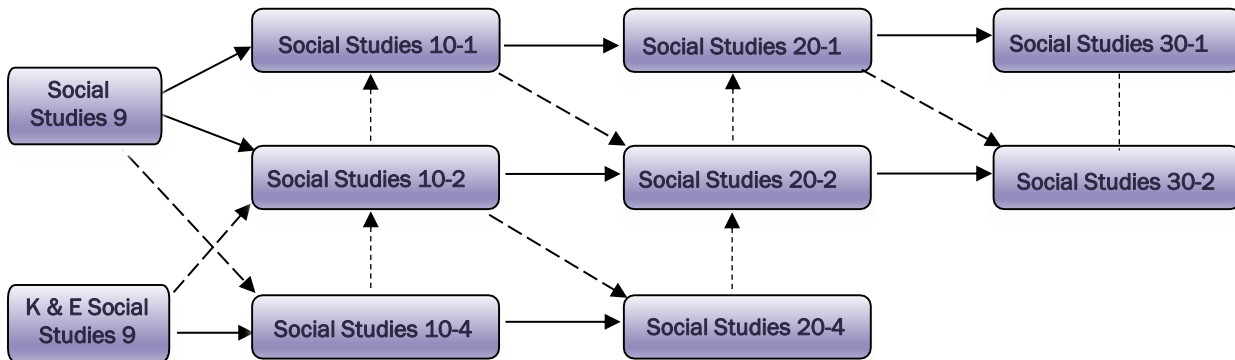 Social Studies 10-1
Social Studies 20-1
Social Studies 30-1
Social
Studies 9
Social Studies 10-2
Social Studies 20-2
Social Studies 30-2
K & E Social
Studies 9
Social Studies 10-4
Social Studies 20-4